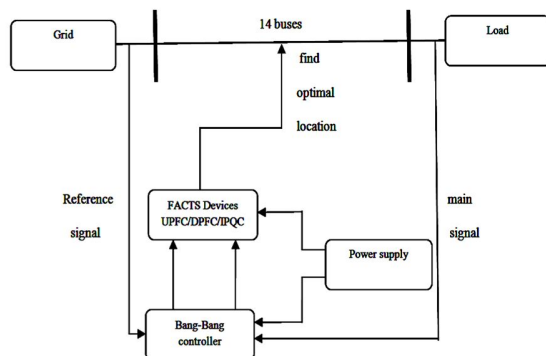 14 buses
Grid
Load
find
optimal
location
Reference
signal
FACTS Devices
UPFC/DPFC/IPQC
main
signal
Power supply
Bang-Bang
controller